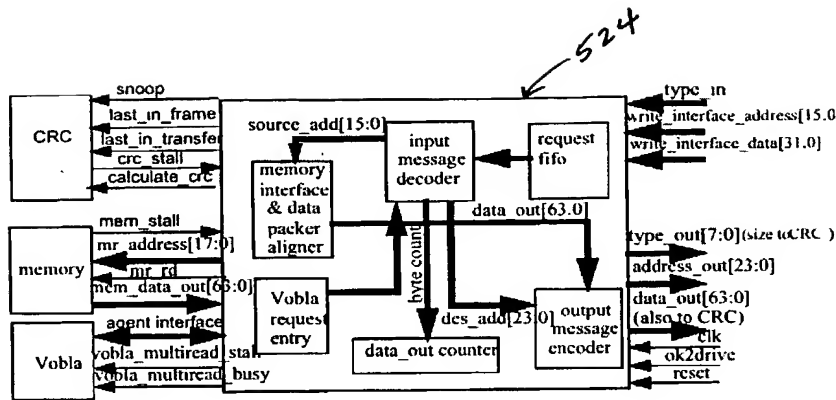 524
snoop
last_in_frame
last_in_transfer
crc_stall
calculate_crc
CRC
mem_stall
mr_address[17:0]
mr_rd
mem_data_out[63:0]
memory
agent interface
vobla_multiread_stall
vobla_multiread_busy
Vobla
source_add[15:0]
memory
interface
& data
packer
aligner
input
message
decoder
request
fifo
data_out[63.0]
Vobla
request
entry
byte count
des_add[23:0]
data_out counter
output
message
encoder
type_in
write_interface_address[15.0
write_interface_data[31.0]
type_out[7:0](size toCRC )
address_out[23:0]
data_out[63:0]
(also to CRC)
clk
ok2drive
reset